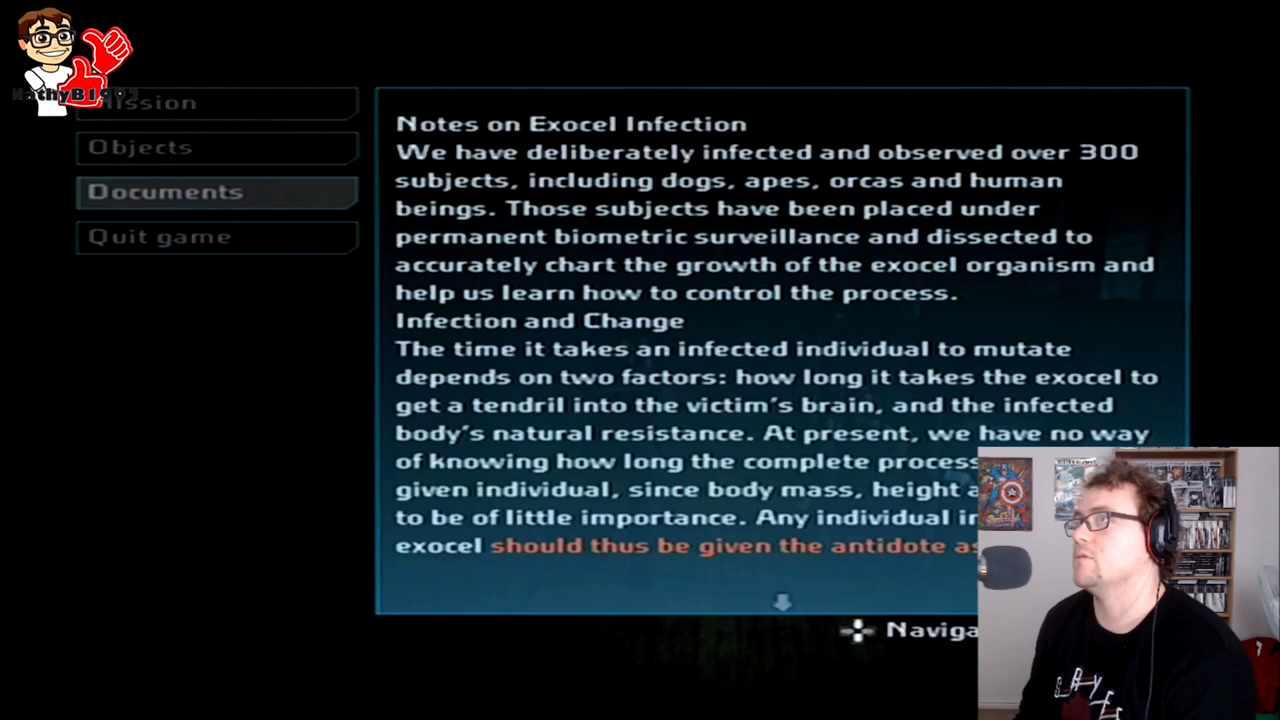 NathyB1992
Mission
Objects
Documents
Quit game
Notes on Exocel Infection
We have deliberately infected and observed over 300
subjects, including dogs, apes, orcas and human
beings. Those subjects have been placed under
permanent biometric surveillance and dissected to
accurately chart the growth of the exocel organism and
help us learn how to control the process.
Infection and Change
The time it takes an infected individual to mutate
depends on two factors: how long it takes the exocel to
get a tendril into the victim's brain, and the infected
body's natural resistance. At present, we have no way
of knowing how long the complete process
given individual, since body mass, height
to be of little importance. Any individual
exocel should thus be given the antidote